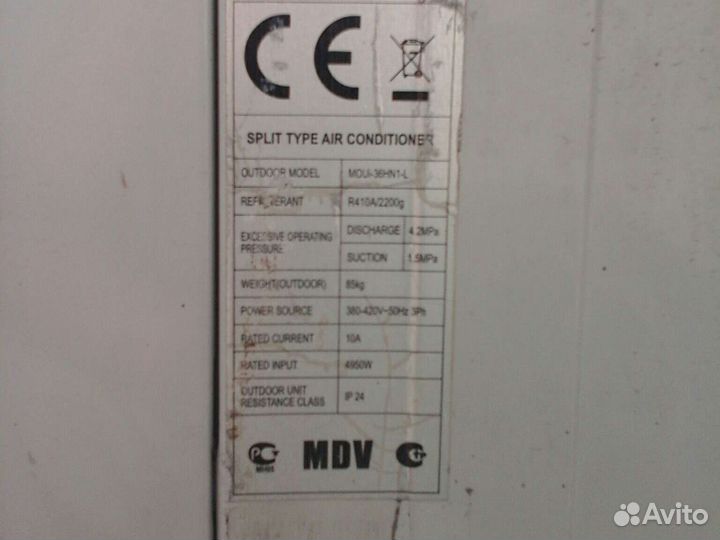 CE
SPLIT TYPE AIR CONDITIONER
OUTDOOR MODEL MOUI-36HN1-L
REFRIGERANT R410A/2200g
EXCESSIVE OPERATING PRESSURE DISCHARGE 4.2MPa
SUCTION 1.5MPa
WEIGHT(OUTDOOR) 85kg
POWER SOURCE 380-420V~50Hz 3Ph
RATED CURRENT 10A
RATED INPUT 4950W
OUTDOOR UNIT
RESISTANCE CLASS IP 24
MDV
Avito